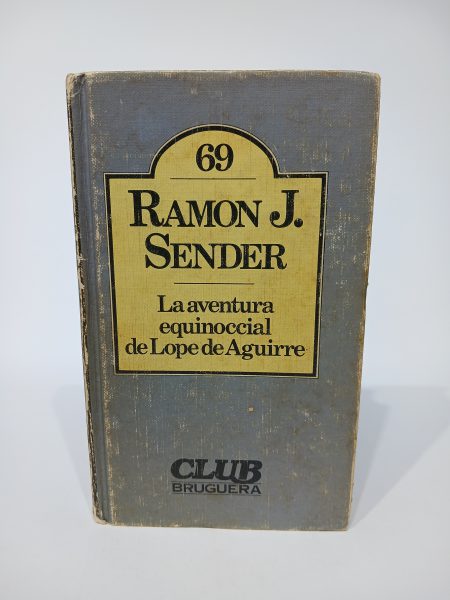 69
RAMON J.
SENDER
La aventura
equinoccial
de Lope de Aguirre
CLUB
BRUGUERA